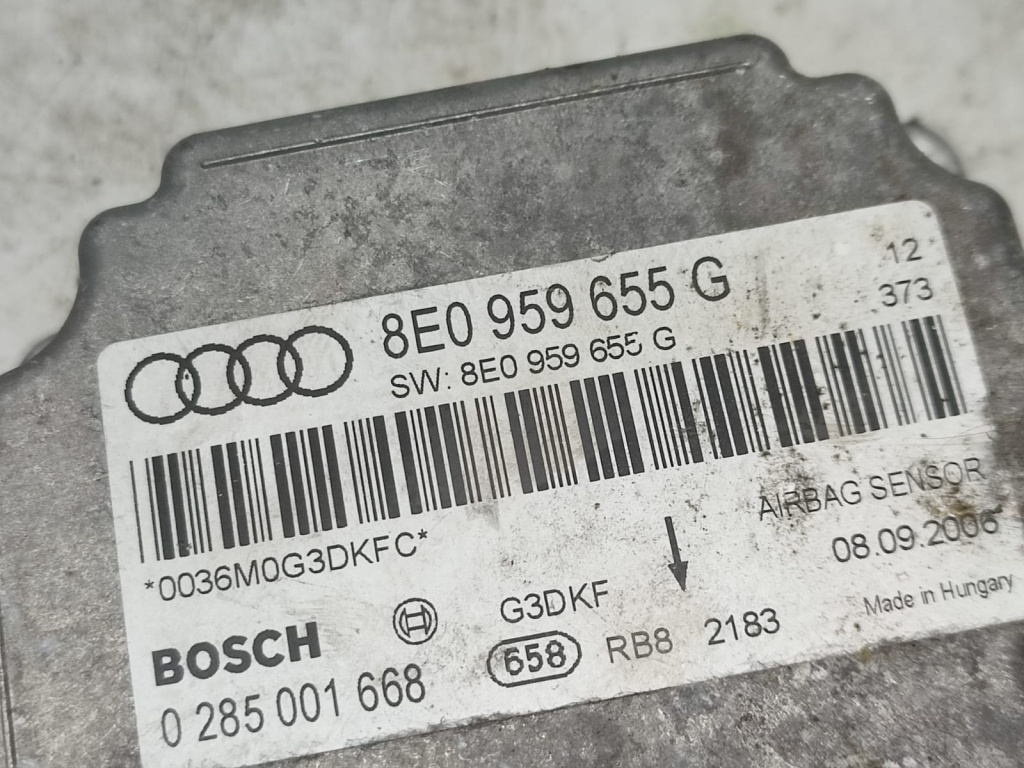 8E0 959 655 G
12
SW: 8E0 959 655 G
373
*0036M0G3DKFC*
AIRBAG SENSOR
08.09.2006
Made in Hungary
BOSCH
G3DKF
0 285 001 668
658
RB8
2183